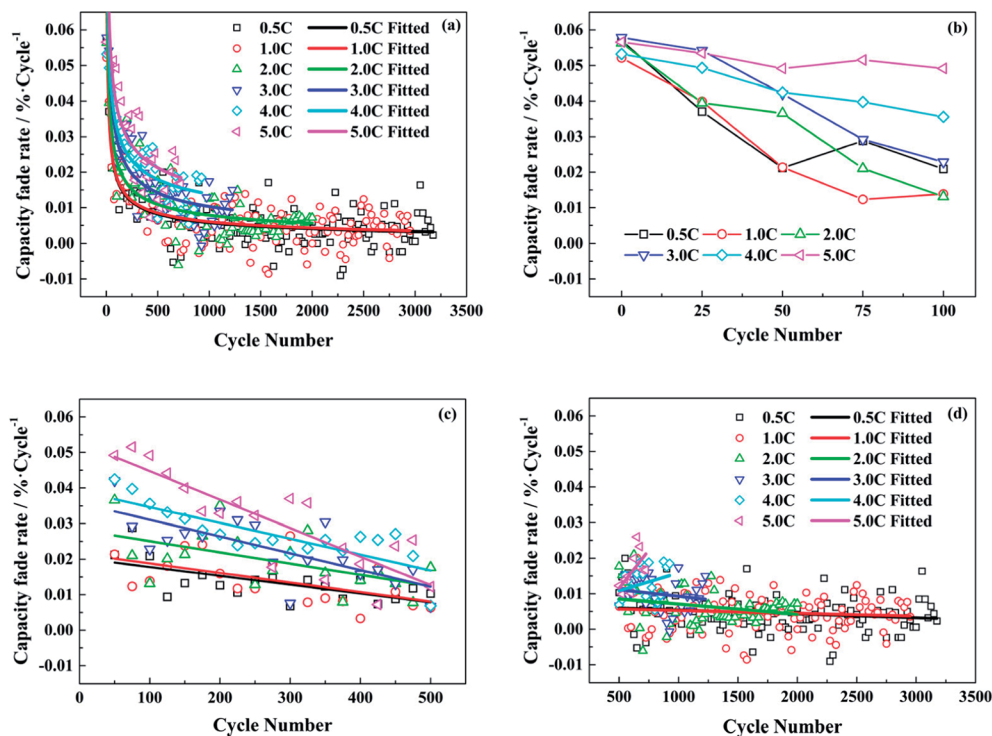 (a)
0.5C 0.5C Fitted
1.0C 1.0C Fitted
2.0C 2.0C Fitted
3.0C 3.0C Fitted
4.0C 4.0C Fitted
5.0C 5.0C Fitted
0.06
0.05
0.04
0.03
0.02
0.01
0.00
-0.01
Capacity fade rate / %·Cycle-1
0 500 1000 1500 2000 2500 3000 3500
Cycle Number
(b)
0.06
0.05
0.04
0.03
0.02
0.01
0.00
-0.01
Capacity fade rate / %·Cycle-1
0.5C 1.0C 2.0C
3.0C 4.0C 5.0C
0 25 50 75 100
Cycle Number
(c)
0.06
0.05
0.04
0.03
0.02
0.01
0.00
-0.01
Capacity fade rate / %·Cycle-1
0 100 200 300 400 500
Cycle Number
(d)
0.5C 0.5C Fitted
1.0C 1.0C Fitted
2.0C 2.0C Fitted
3.0C 3.0C Fitted
4.0C 4.0C Fitted
5.0C 5.0C Fitted
0.06
0.05
0.04
0.03
0.02
0.01
0.00
-0.01
Capacity fade rate / %·Cycle-1
500 1000 1500 2000 2500 3000 3500
Cycle Number